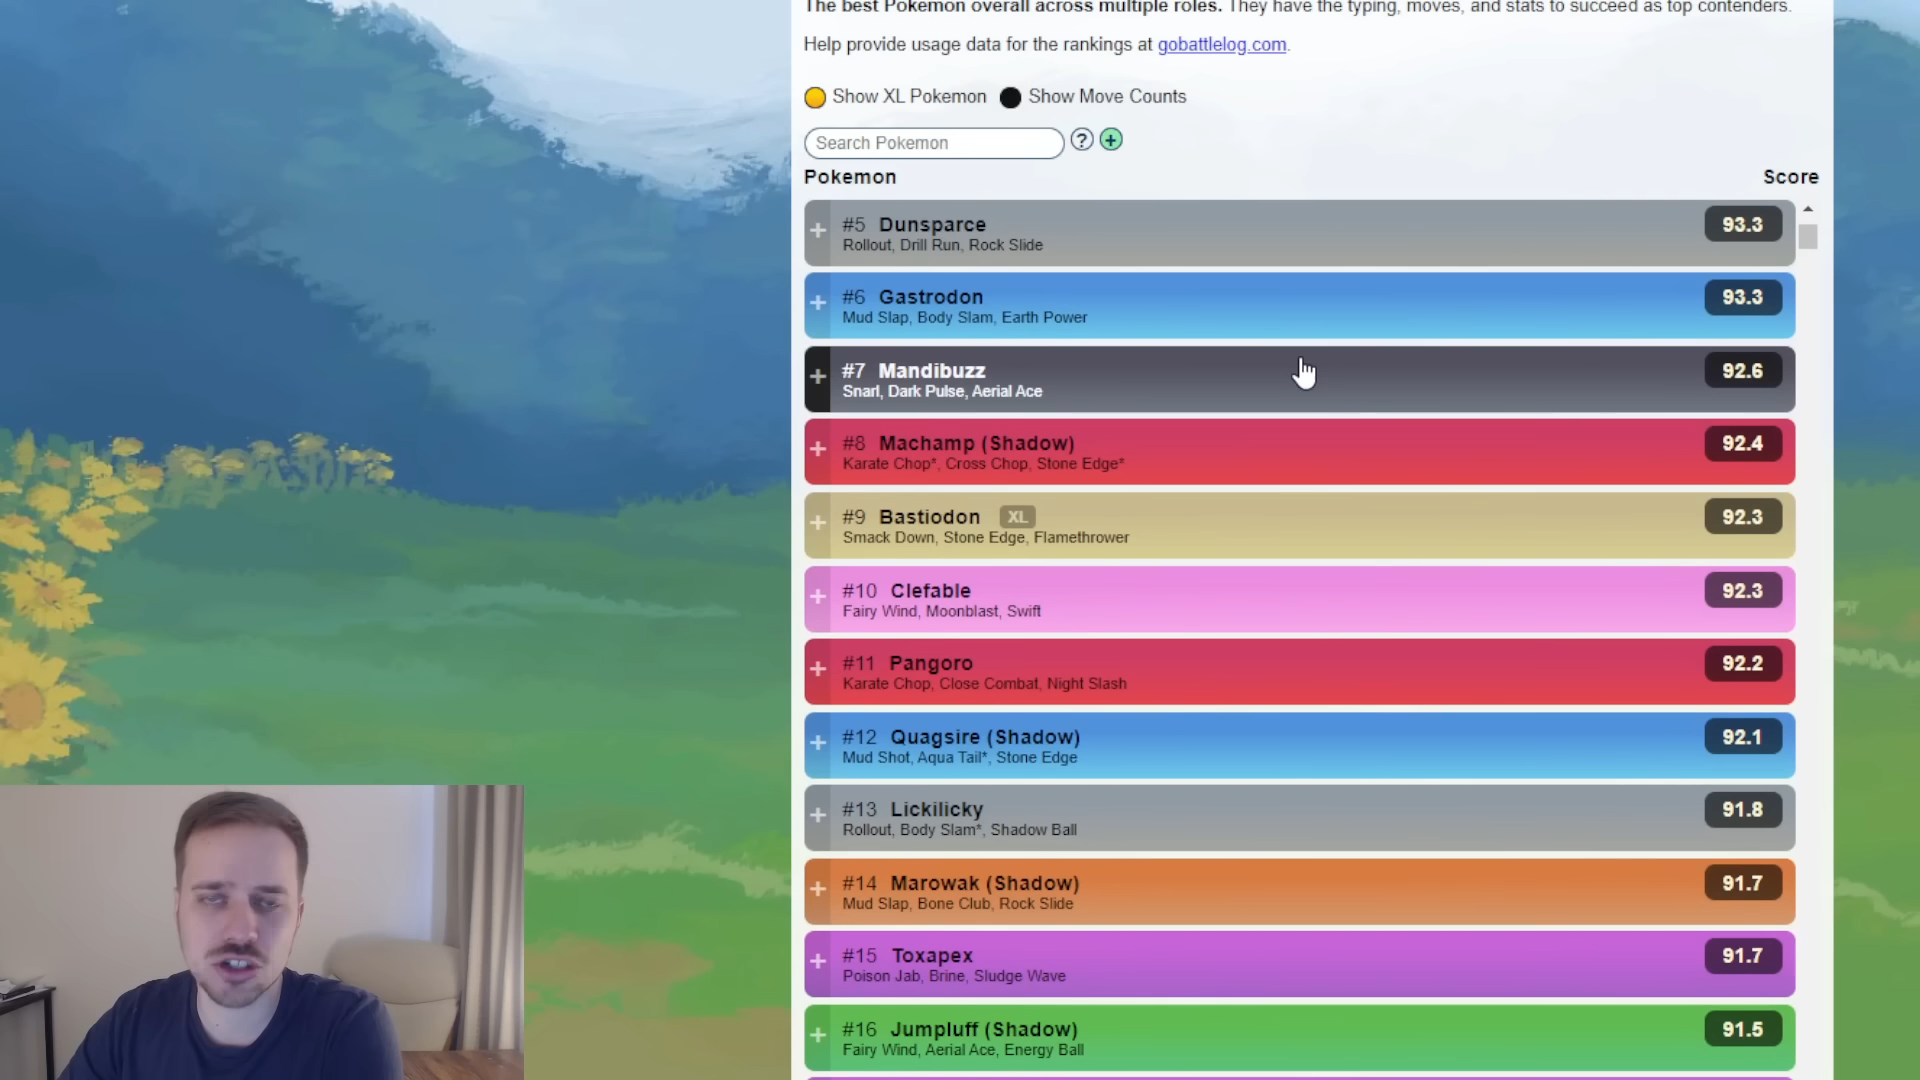 The best Pokemon overall across multiple roles. They have the typing, moves, and stats to succeed as top contenders.
Help provide usage data for the rankings at gobattlelog.com.
Show XL Pokemon Show Move Counts
Search Pokemon ? +
Pokemon Score
+ #5 Dunsparce 93.3
Rollout, Drill Run, Rock Slide
+ #6 Gastrodon 93.3
Mud Slap, Body Slam, Earth Power
+ #7 Mandibuzz 92.6
Snarl, Dark Pulse, Aerial Ace
+ #8 Machamp (Shadow) 92.4
Karate Chop*, Cross Chop, Stone Edge*
+ #9 Bastiodon XL 92.3
Smack Down, Stone Edge, Flamethrower
+ #10 Clefable 92.3
Fairy Wind, Moonblast, Swift
+ #11 Pangoro 92.2
Karate Chop, Close Combat, Night Slash
+ #12 Quagsire (Shadow) 92.1
Mud Shot, Aqua Tail*, Stone Edge
+ #13 Lickilicky 91.8
Rollout, Body Slam*, Shadow Ball
+ #14 Marowak (Shadow) 91.7
Mud Slap, Bone Club, Rock Slide
+ #15 Toxapex 91.7
Poison Jab, Brine, Sludge Wave
+ #16 Jumpluff (Shadow) 91.5
Fairy Wind, Aerial Ace, Energy Ball